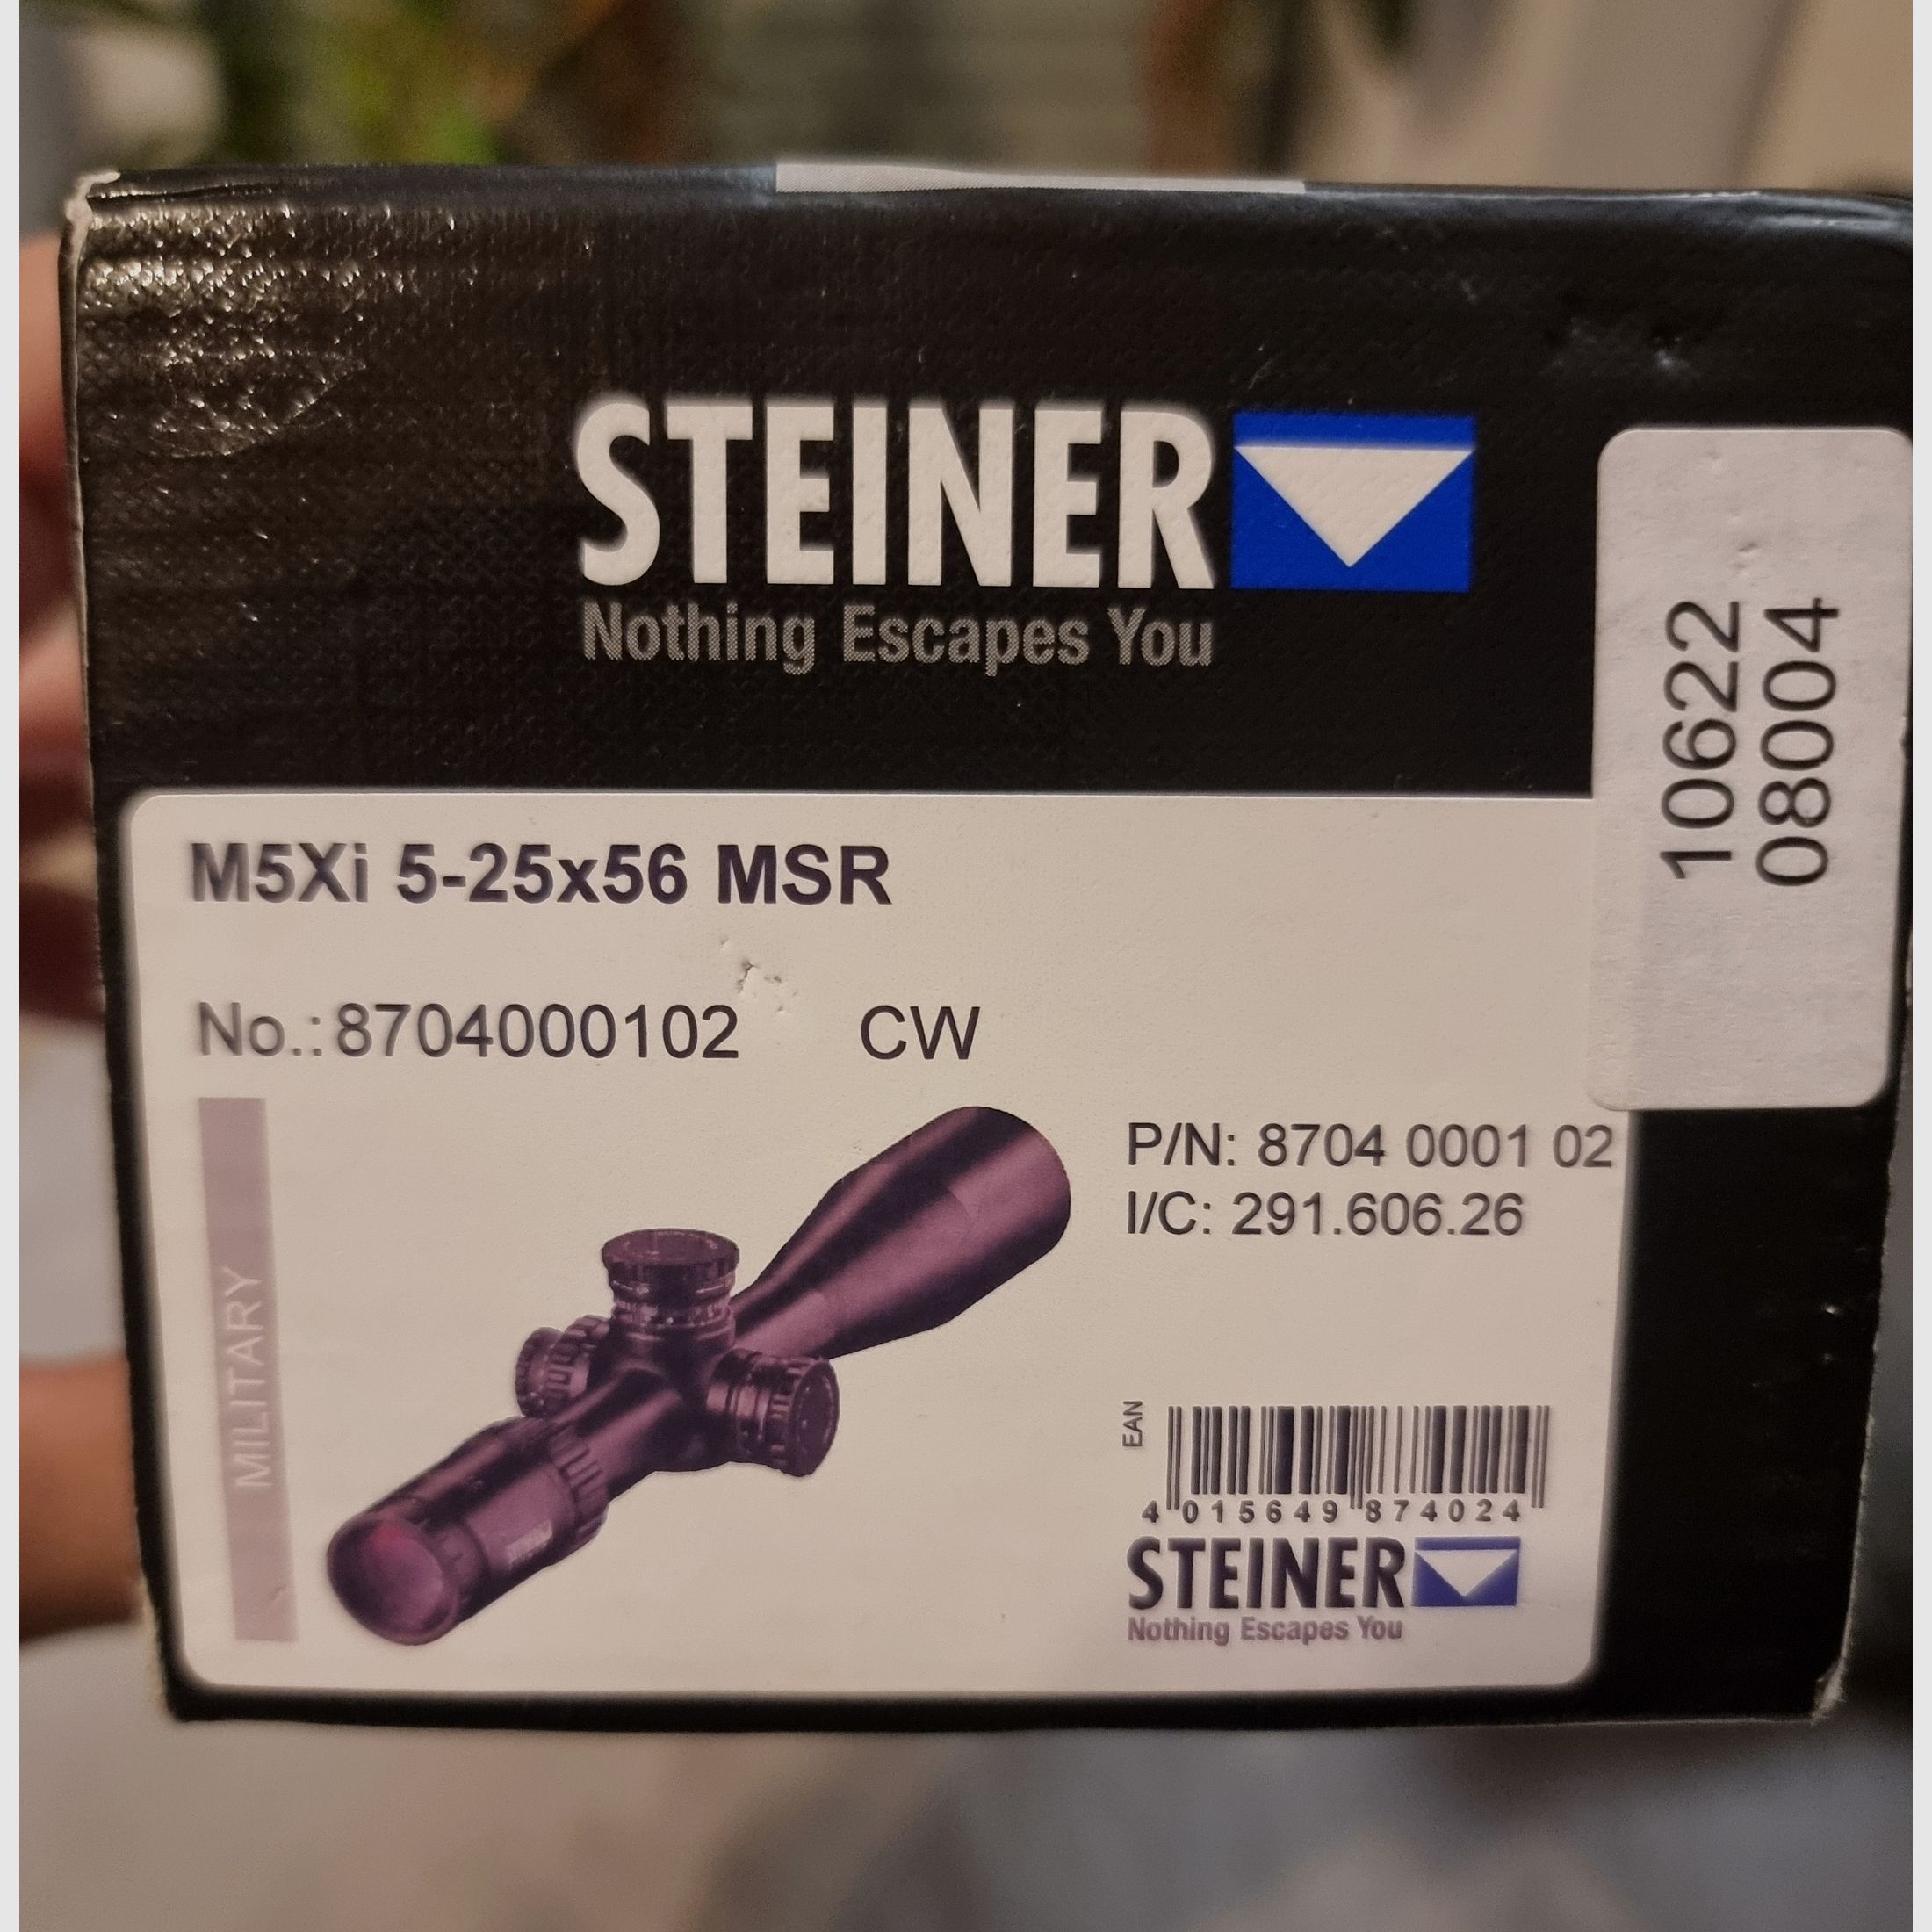 STEINER
Nothing Escapes You
10622
08004
M5Xi 5-25x56 MSR
No.:8704000102 CW
MILITARY
P/N: 8704 0001 02
I/C: 291.606.26
EAN
4 015649 874024
STEINER
Nothing Escapes You